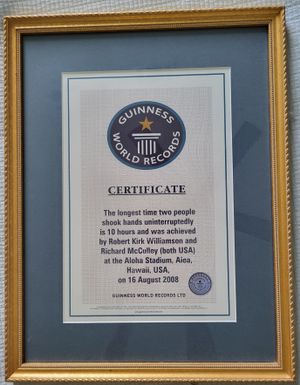 GUINNESS
WORLD RECORDS
CERTIFICATE
The longest time two people
shook hands uninterruptedly
is 10 hours and was achieved
by Robert Kirk Williamson and
Richard McCulley (both USA)
at the Aloha Stadium, Aiea,
Hawaii, USA,
on 16 August 2008
GUINNESS WORLD RECORDS LTD